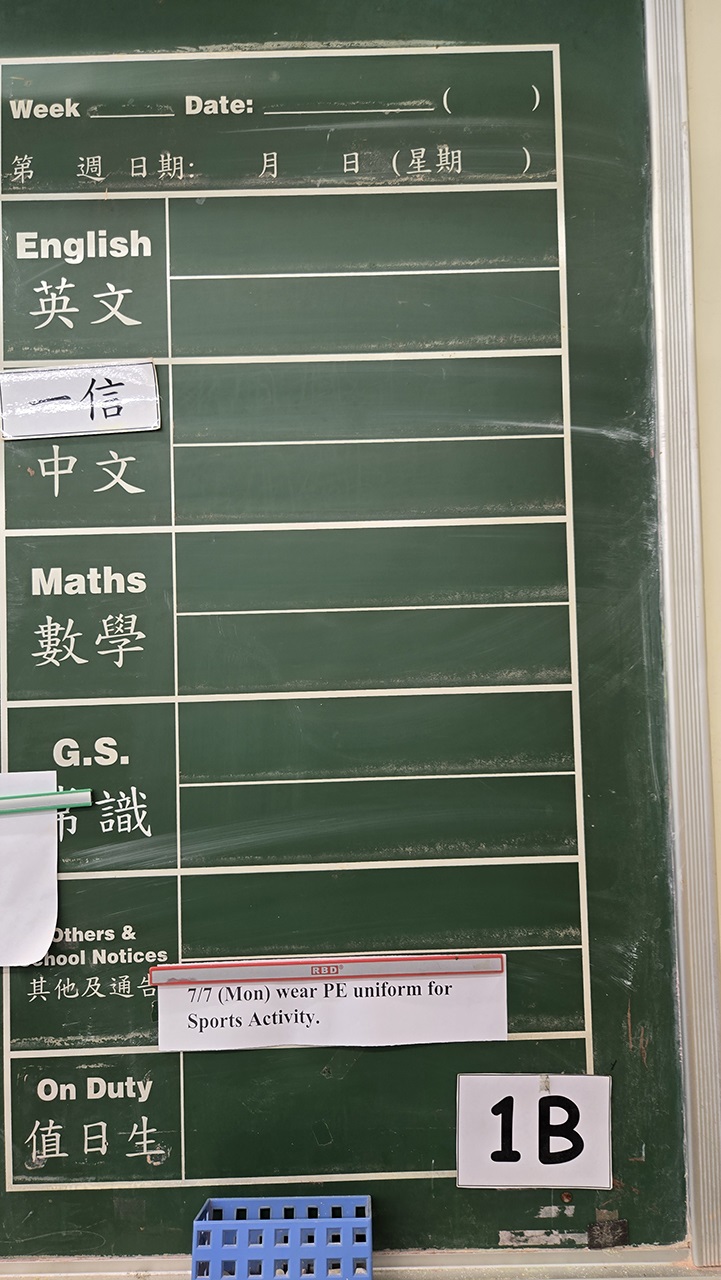 Week Date: ( )
第 週 日期: 月 日 (星期 )
English
英文
一信
中文
Maths
數學
G.S.
常識
Others &
School Notices
其他及通告
RBD®
7/7 (Mon) wear PE uniform for
Sports Activity.
On Duty
值日生
1B